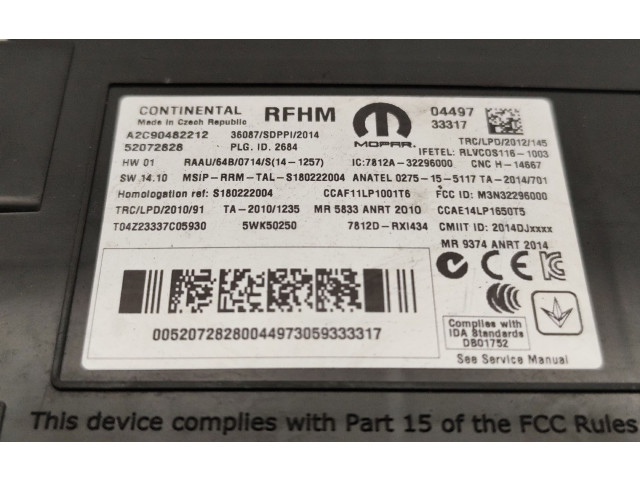 CONTINENTAL RFHM 04497
Made in Czech Republic 33317
A2C90482212 36087/SDPPI/2014 MOPAR. TRC/LPD/2012/145
52072828 PLG. ID. 2684 IFETEL: RLVCOS116-1003
HW 01 RAAU/64B/0714/S(14-1257) IC:7812A-32296000 CNC H-14667
SW 14.10 MSIP-RRM-TAL-S180222004 ANATEL 0275-15-5117 TA-2014/701
Homologation ref: S180222004 CCAF11LP1001T6 FCC ID: M3N32296000
TRC/LPD/2010/91 TA-2010/1235 MR 5833 ANRT 2010 CCAE14LP1650T5
T04Z23337C05930 5WK50250 7812D-RXI434 CMIIT ID: 2014DJxxxx
MR 9374 ANRT 2014
005207282800449730593333​17
Complies with
IDA Standards
DB01752
See Service Manual
This device complies with Part 15 of the FCC Rules